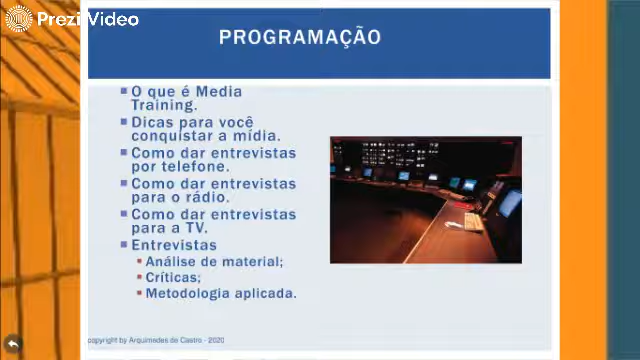 Prezi Video
PROGRAMAÇÃO
O que é Media
Training.
Dicas para você
conquistar a mídia.
Como dar entrevistas
por telefone.
Como dar entrevistas
para o rádio.
Como dar entrevistas
para a TV.
Entrevistas
Análise de material;
Críticas;
Metodologia aplicada.
copyright by Arquimedes de Castro - 2020